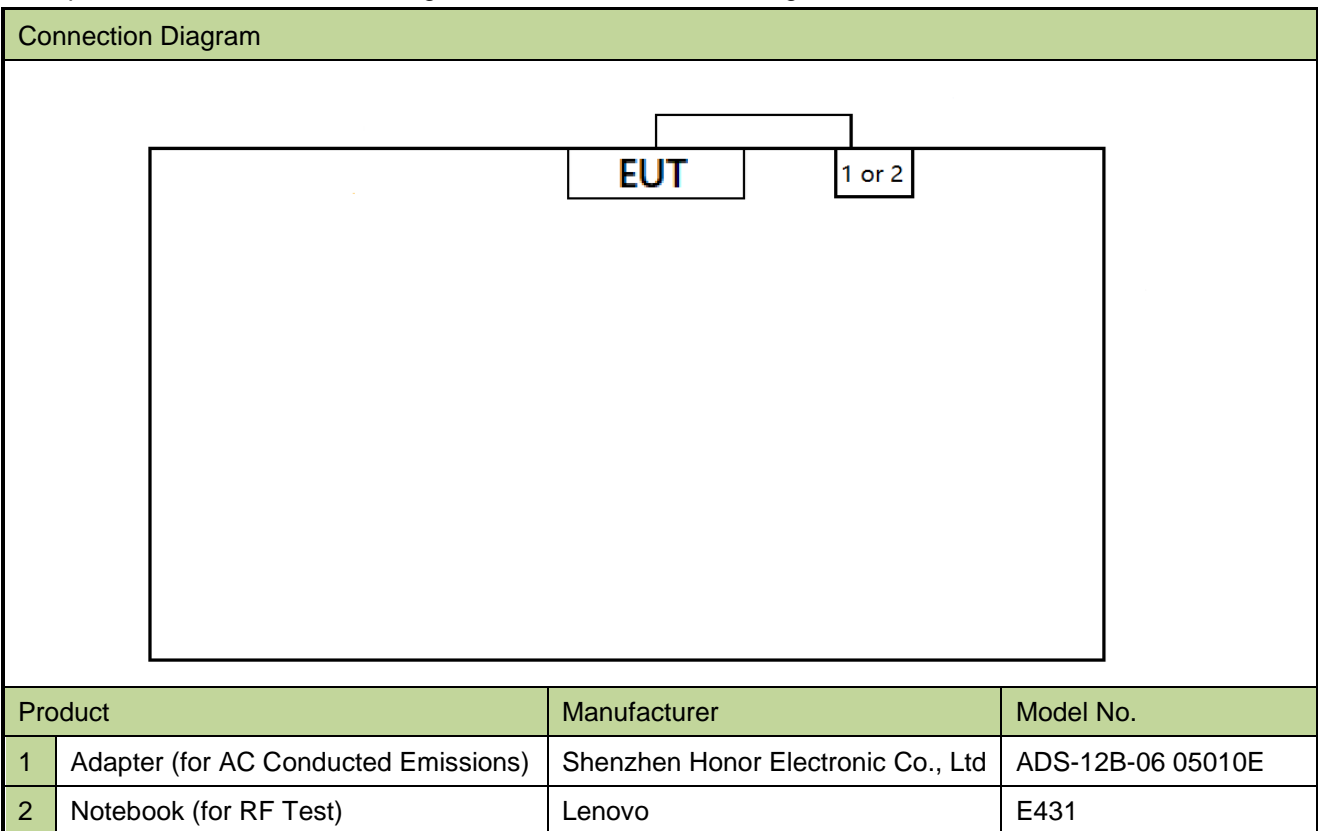 Connection Diagram
EUT
1 or 2
Product Manufacturer Model No.
1 Adapter (for AC Conducted Emissions) Shenzhen Honor Electronic Co., Ltd ADS-12B-06 05010E
2 Notebook (for RF Test) Lenovo E431